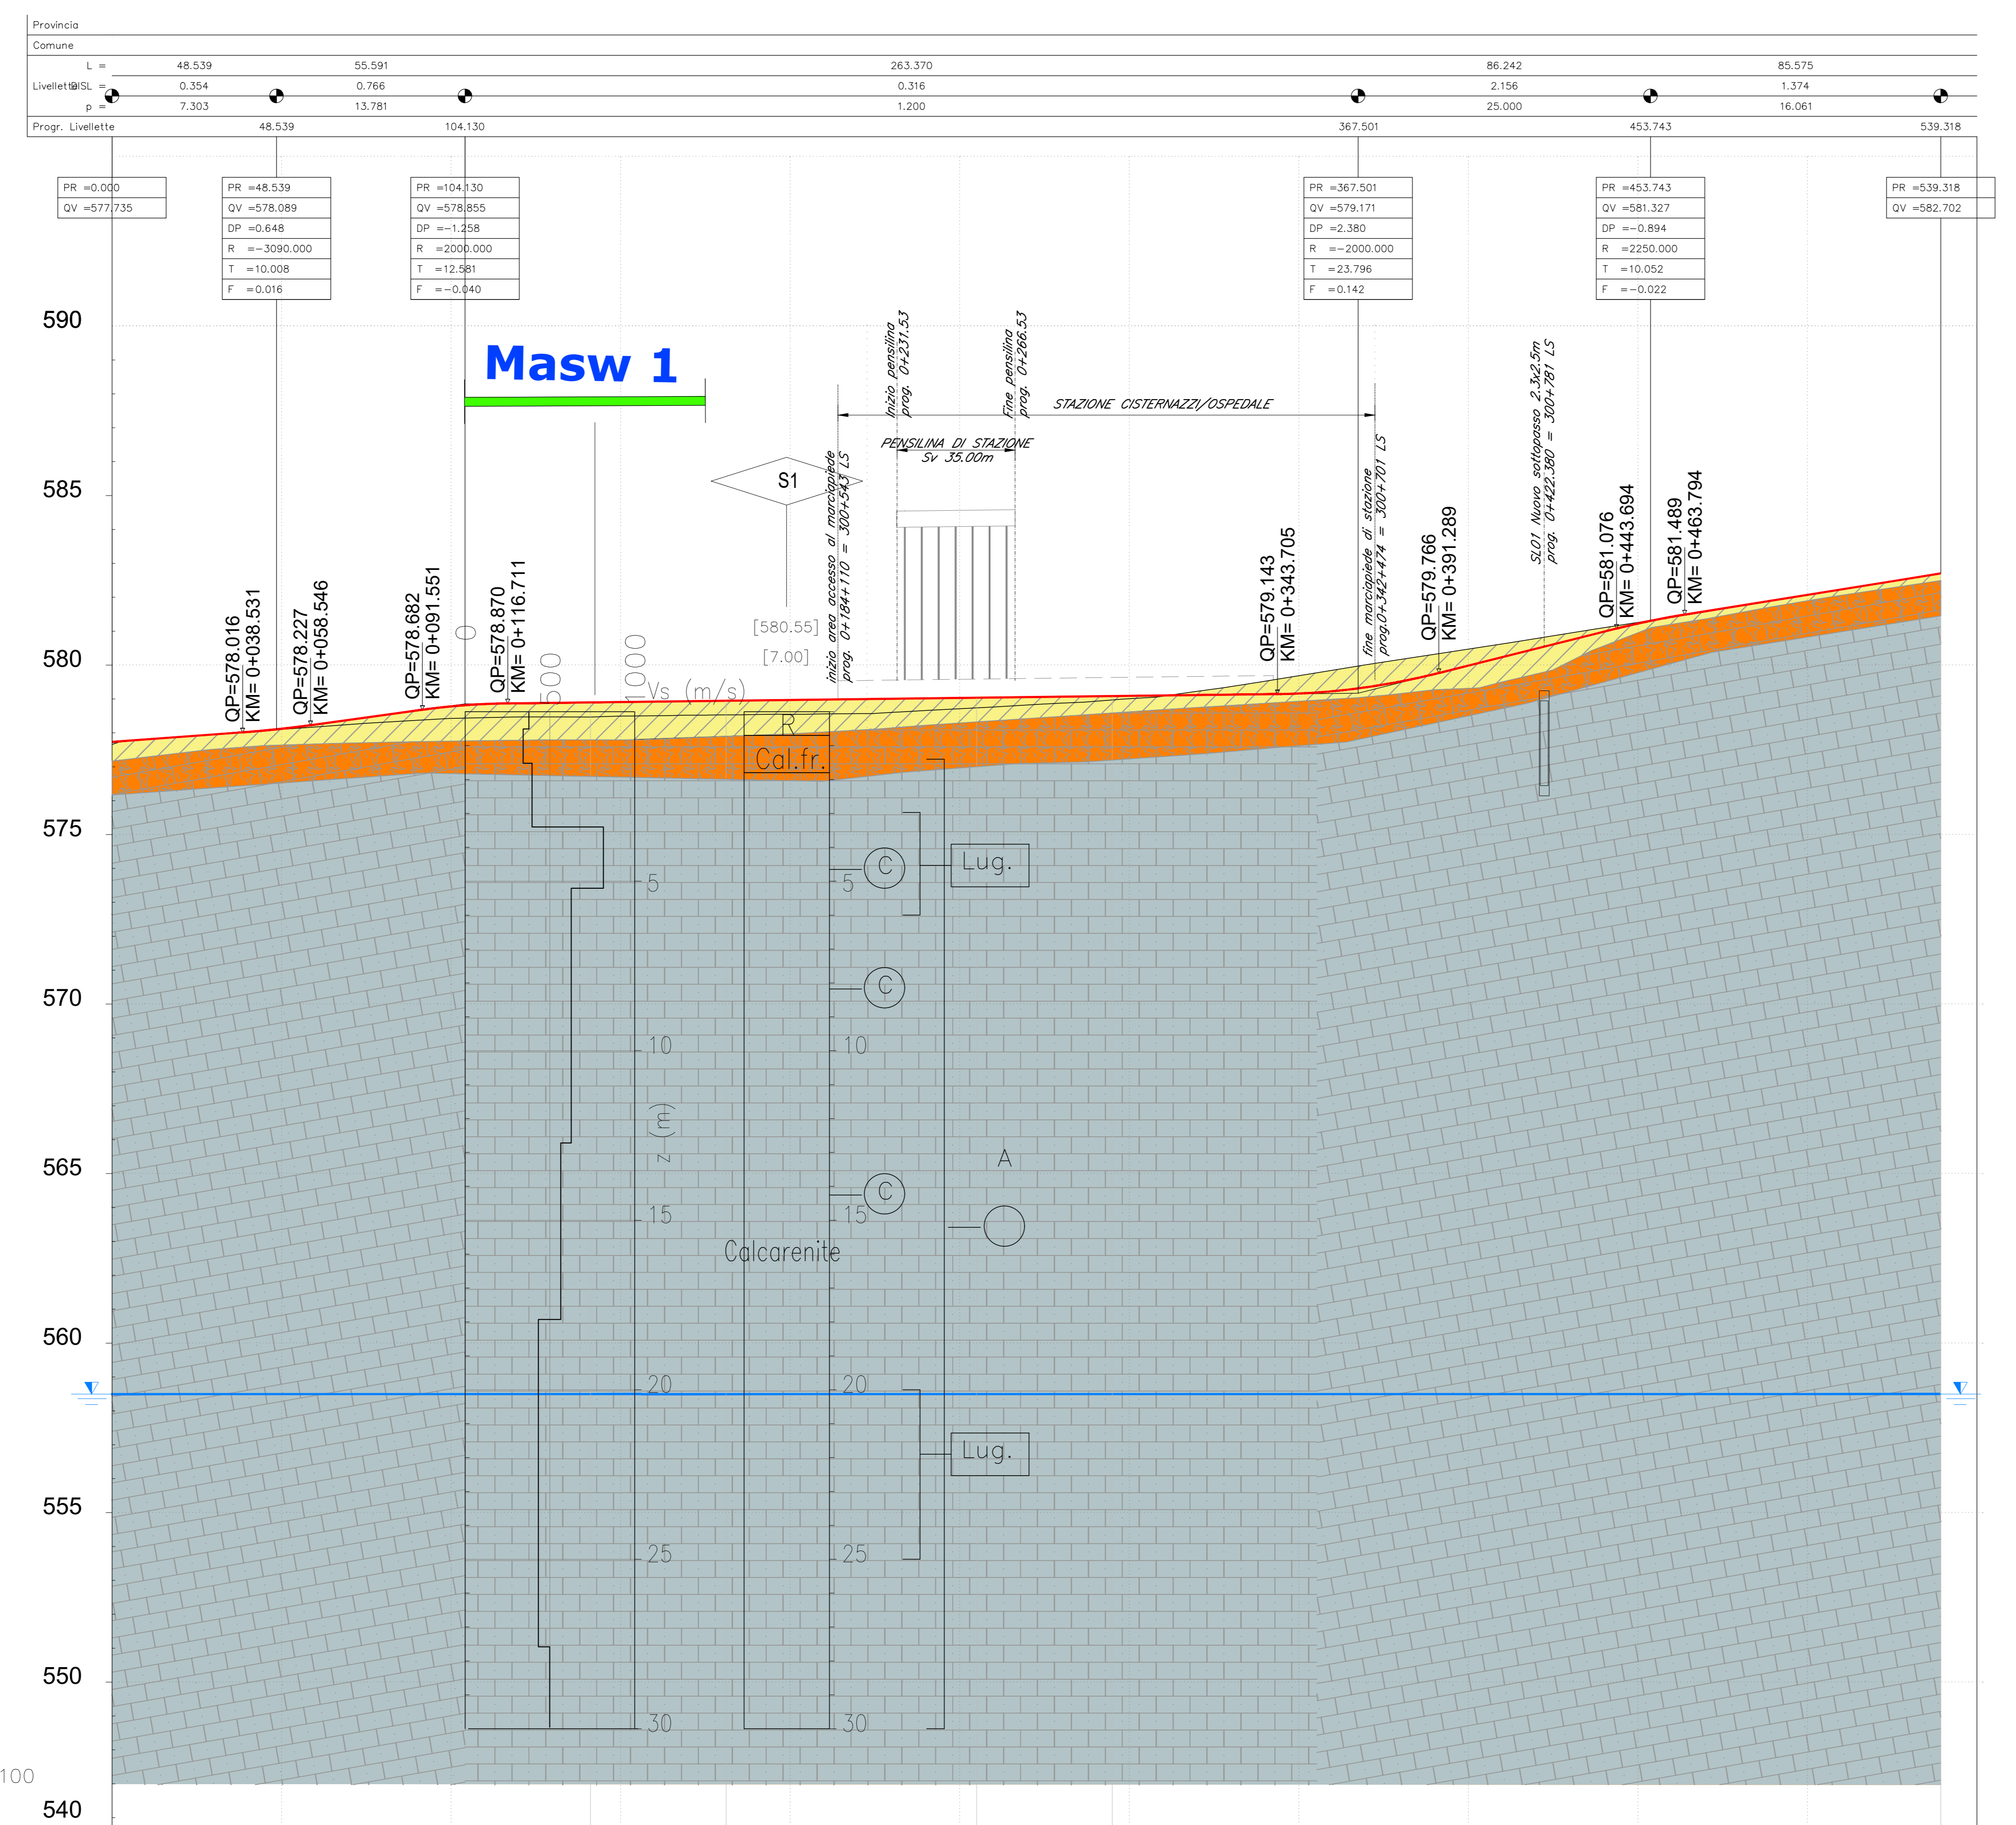 Provincia
Comune
L = 48.539 55.591 263.370 86.242 85.575
Livellette DISL = 0.354 0.766 0.316 2.156 1.374
p = 7.303 13.781 1.200 25.000 16.061
Progr. Livellette 48.539 104.130 367.501 453.743 539.318
PR =0.000
QV =577.735
PR =48.539
QV =578.089
DP =0.648
R =-3090.000
T =10.008
F =0.016
PR =104.130
QV =578.855
DP =-1.258
R =2000.000
T =12.581
F =-0.040
PR =367.501
QV =579.171
DP =2.380
R =-2000.000
T =23.796
F =0.142
PR =453.743
QV =581.327
DP =-0.894
R =2250.000
T =10.052
F =-0.022
PR =539.318
QV =582.702
590
585
580
575
570
565
560
555
550
540
100
Masw 1
S1
[580.55]
[7.00]
Inizio pensilina
prog. 0+231.53
Fine pensilina
prog. 0+266.53
STAZIONE CISTERNAZZI/OSPEDALE
PENSILINA DI STAZIONE
Sv 35.00m
inizio area accesso al marciapiede
prog. 0+184+110 = 300+543 LS
fine marciapiede di stazione
prog.0+342+474 = 300+701 LS
SL01 Nuovo sottopasso 2.3x2.5m
prog. 0+422.380 = 300+781 LS
QP=578.016
KM= 0+038.531
QP=578.227
KM= 0+058.546
QP=578.682
KM= 0+091.551
QP=578.870
KM= 0+116.711
QP=579.143
KM= 0+343.705
QP=579.766
KM= 0+391.289
QP=581.076
KM= 0+443.694
QP=581.489
KM= 0+463.794
0
500
1000
Vs (m/s)
5
10
z (m)
15
20
25
30
R
Cal.fr.
Calcarenite
5
10
15
20
25
30
C
C
C
Lug.
A
Lug.